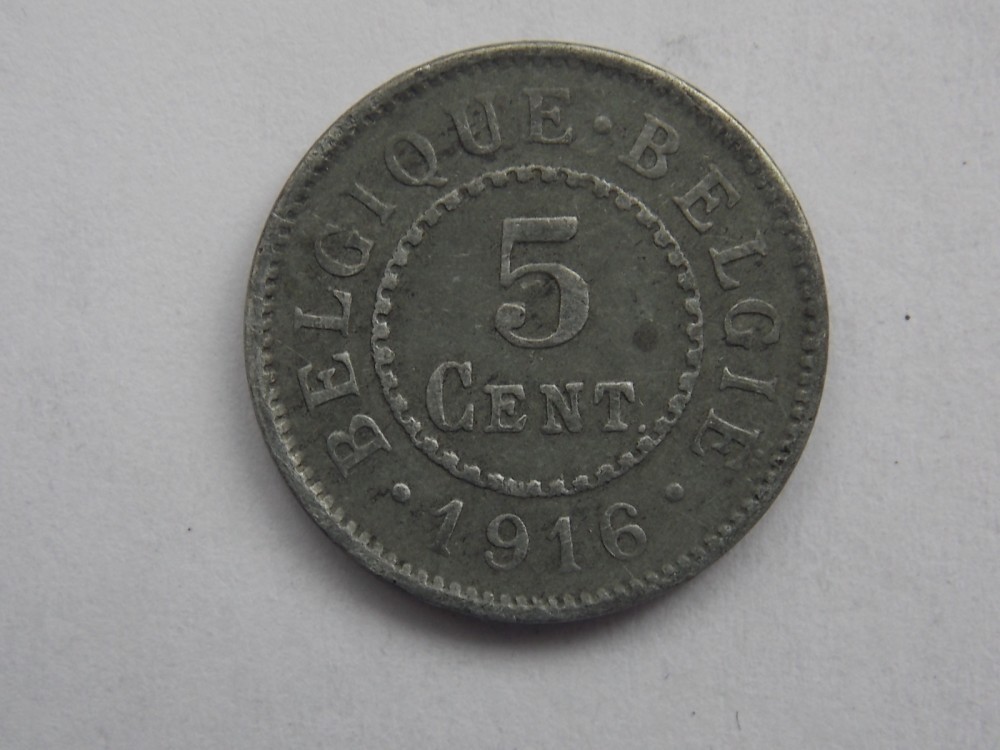 BELGIQUE • BELGIE
5
CENT.
• 1916 •